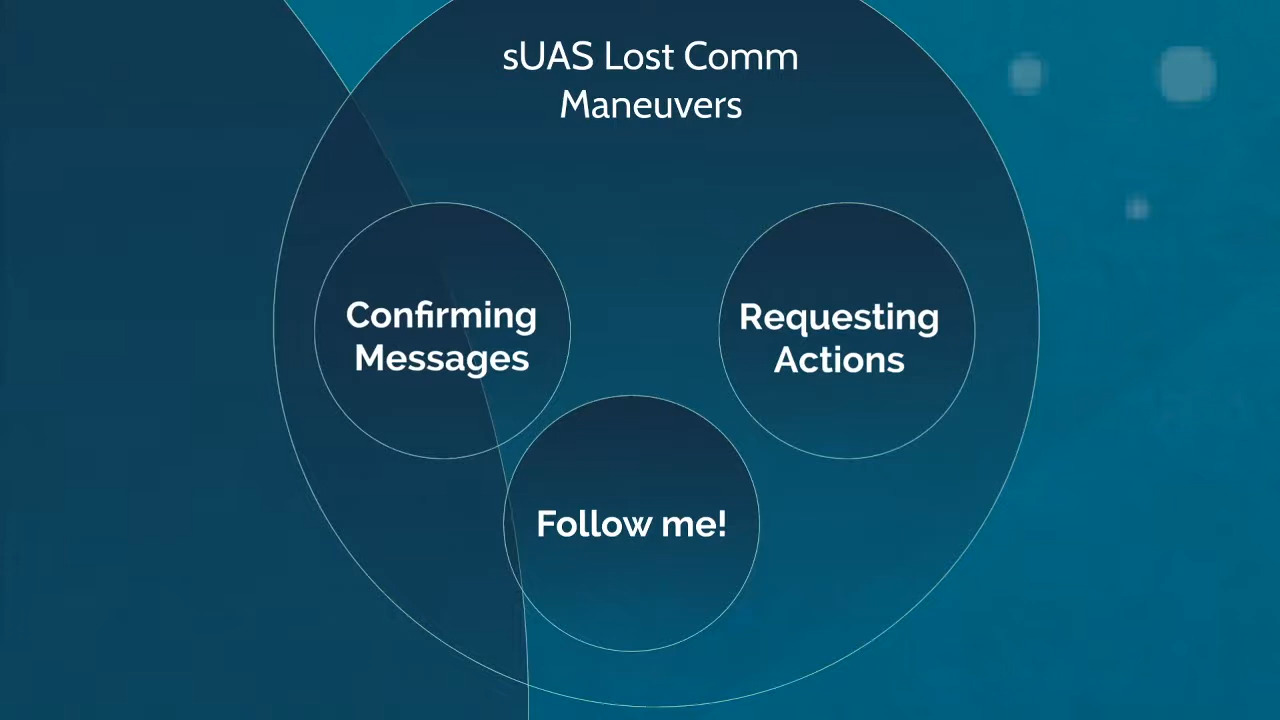 sUAS Lost Comm
Maneuvers
Confirming
Messages
Requesting
Actions
Follow me!